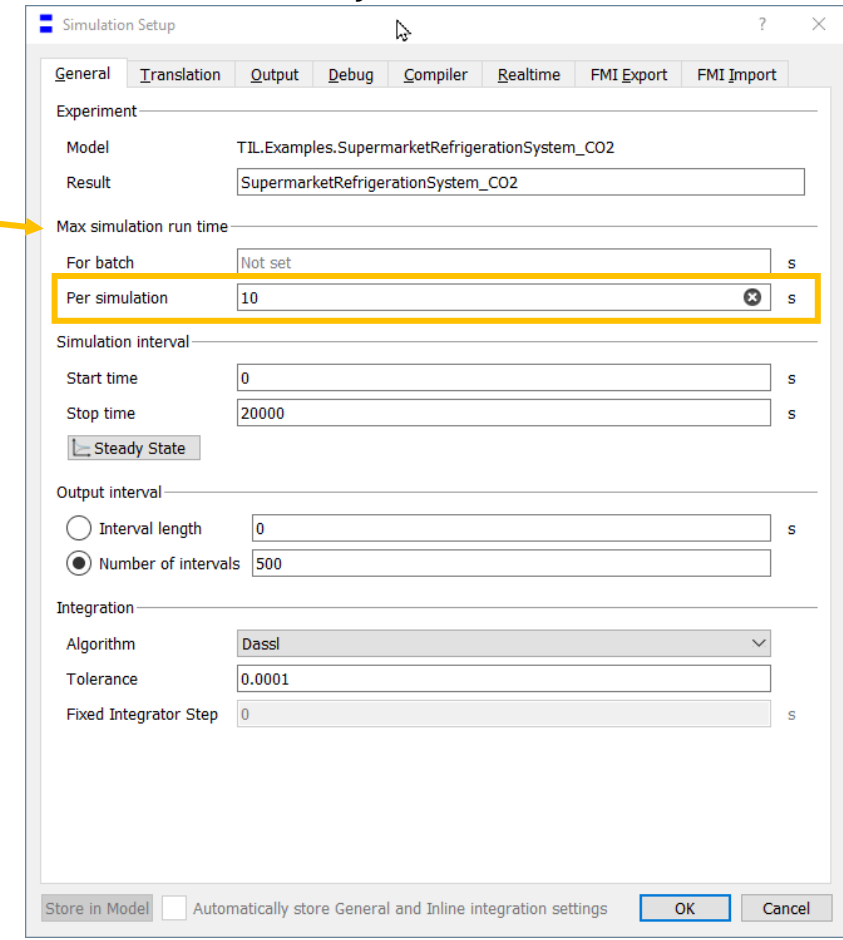 Simulation Setup ?
General Translation Output Debug Compiler Realtime FMI Export FMI Import
Experiment
Model TIL.Examples.SupermarketRefrigerationSystem_CO2
Result SupermarketRefrigerationSystem_CO2
Max simulation run time
For batch Not set s
Per simulation 10 s
Simulation interval
Start time 0 s
Stop time 20000 s
Steady State
Output interval
Interval length 0 s
Number of intervals 500
Integration
Algorithm Dassl
Tolerance 0.0001
Fixed Integrator Step 0 s
Store in Model Automatically store General and Inline integration settings OK Cancel